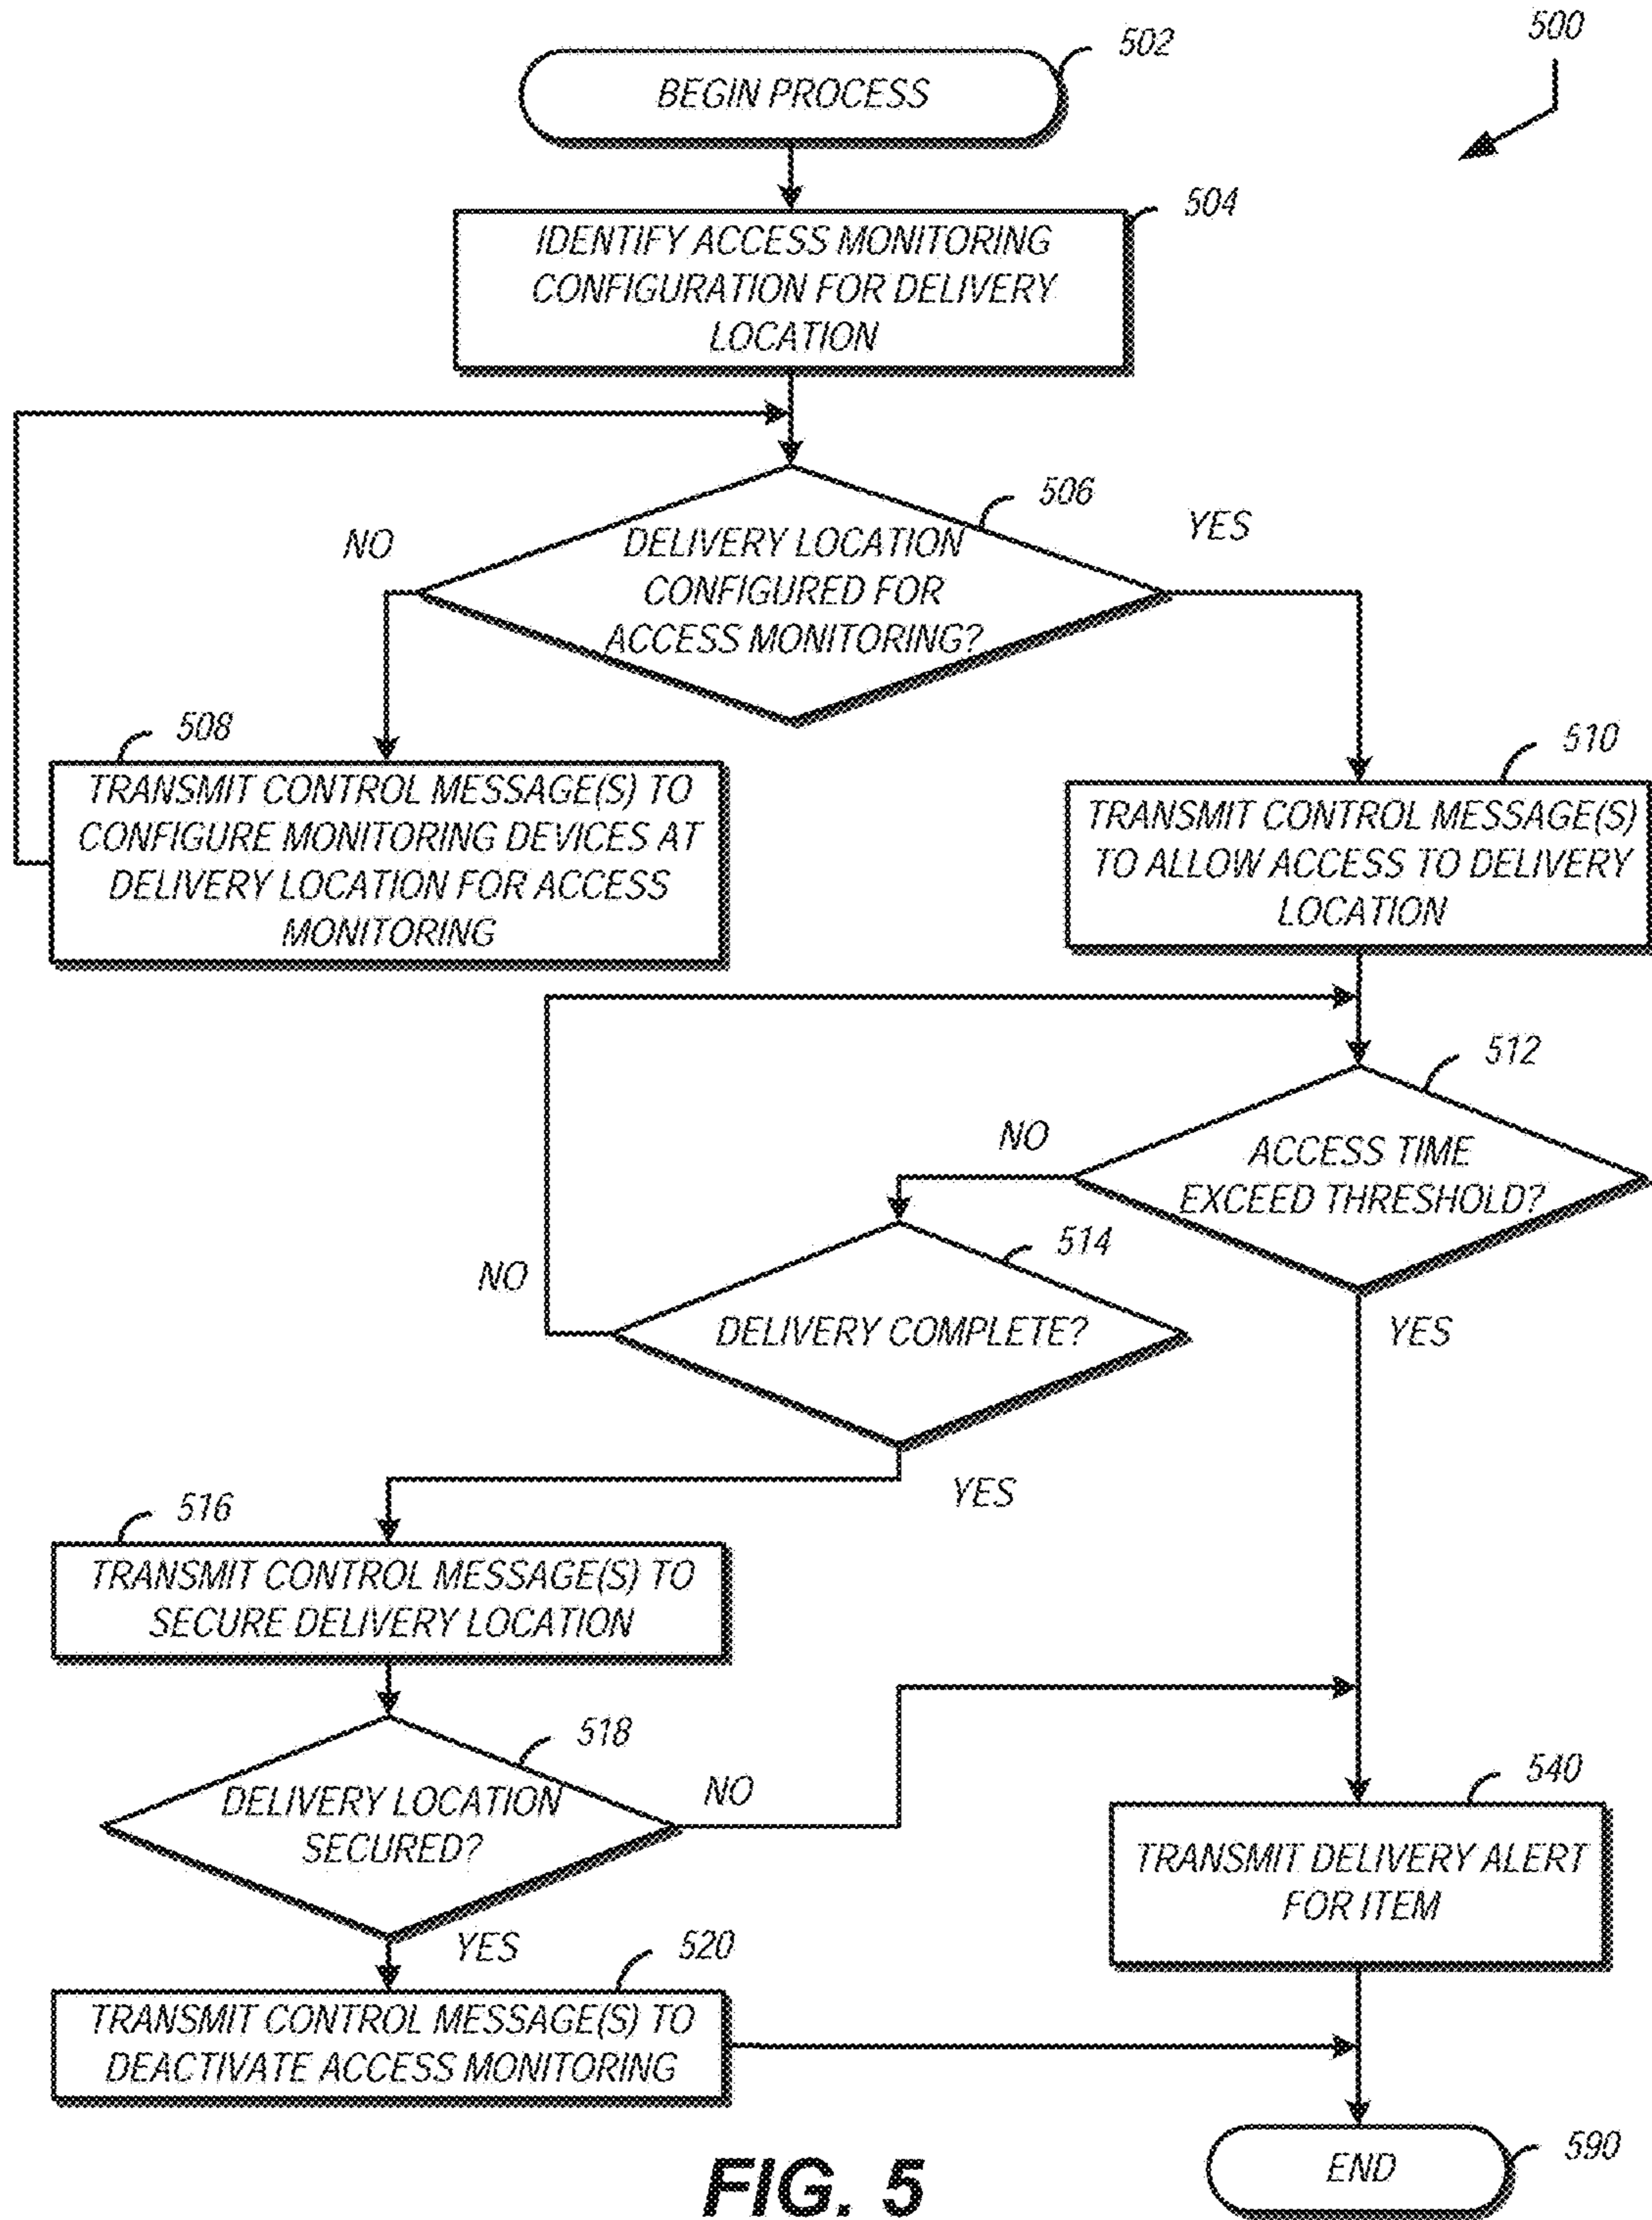 500
502
BEGIN PROCESS
504
IDENTIFY ACCESS MONITORING
CONFIGURATION FOR DELIVERY
LOCATION
506
NO
YES
DELIVERY LOCATION
CONFIGURED FOR
ACCESS MONITORING?
508
TRANSMIT CONTROL MESSAGE(S) TO
CONFIGURE MONITORING DEVICES AT
DELIVERY LOCATION FOR ACCESS
MONITORING
510
TRANSMIT CONTROL MESSAGE(S)
TO ALLOW ACCESS TO DELIVERY
LOCATION
512
NO
ACCESS TIME
EXCEED THRESHOLD?
514
NO
DELIVERY COMPLETE?
YES
YES
516
TRANSMIT CONTROL MESSAGE(S) TO
SECURE DELIVERY LOCATION
518
DELIVERY LOCATION
SECURED?
NO
540
TRANSMIT DELIVERY ALERT
FOR ITEM
YES
520
TRANSMIT CONTROL MESSAGE(S) TO
DEACTIVATE ACCESS MONITORING
590
END
FIG. 5